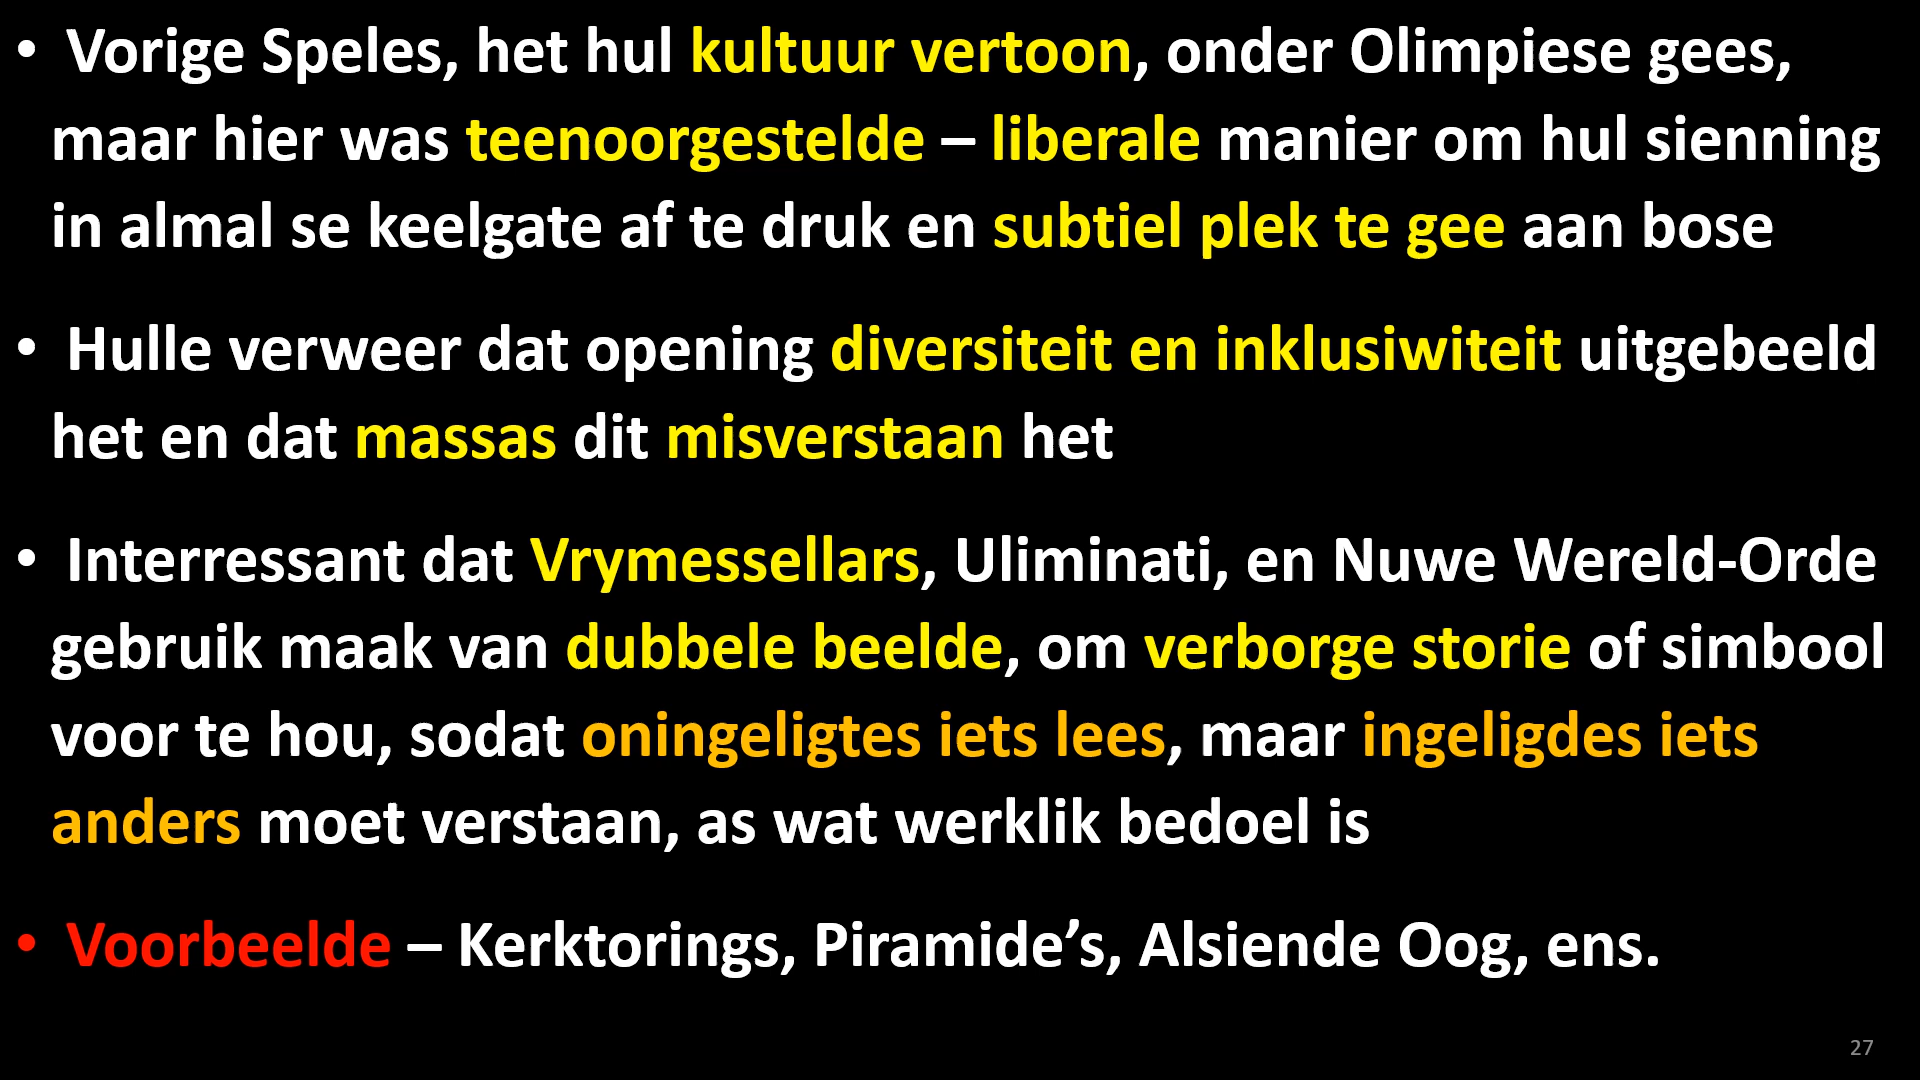 • Vorige Speles, het hul kultuur vertoon, onder Olimpiese gees,
maar hier was teenoorgestelde – liberale manier om hul sienning
in almal se keelgate af te druk en subtiel plek te gee aan bose
• Hulle verweer dat opening diversiteit en inklusiwiteit uitgebeeld
het en dat massas dit misverstaan het
• Interressant dat Vrymessellars, Uliminati, en Nuwe Wereld-Orde
gebruik maak van dubbele beelde, om verborge storie of simbool
voor te hou, sodat oningeligtes iets lees, maar ingeligdes iets
anders moet verstaan, as wat werklik bedoel is
• Voorbeelde – Kerktorings, Piramide’s, Alsiende Oog, ens.
27